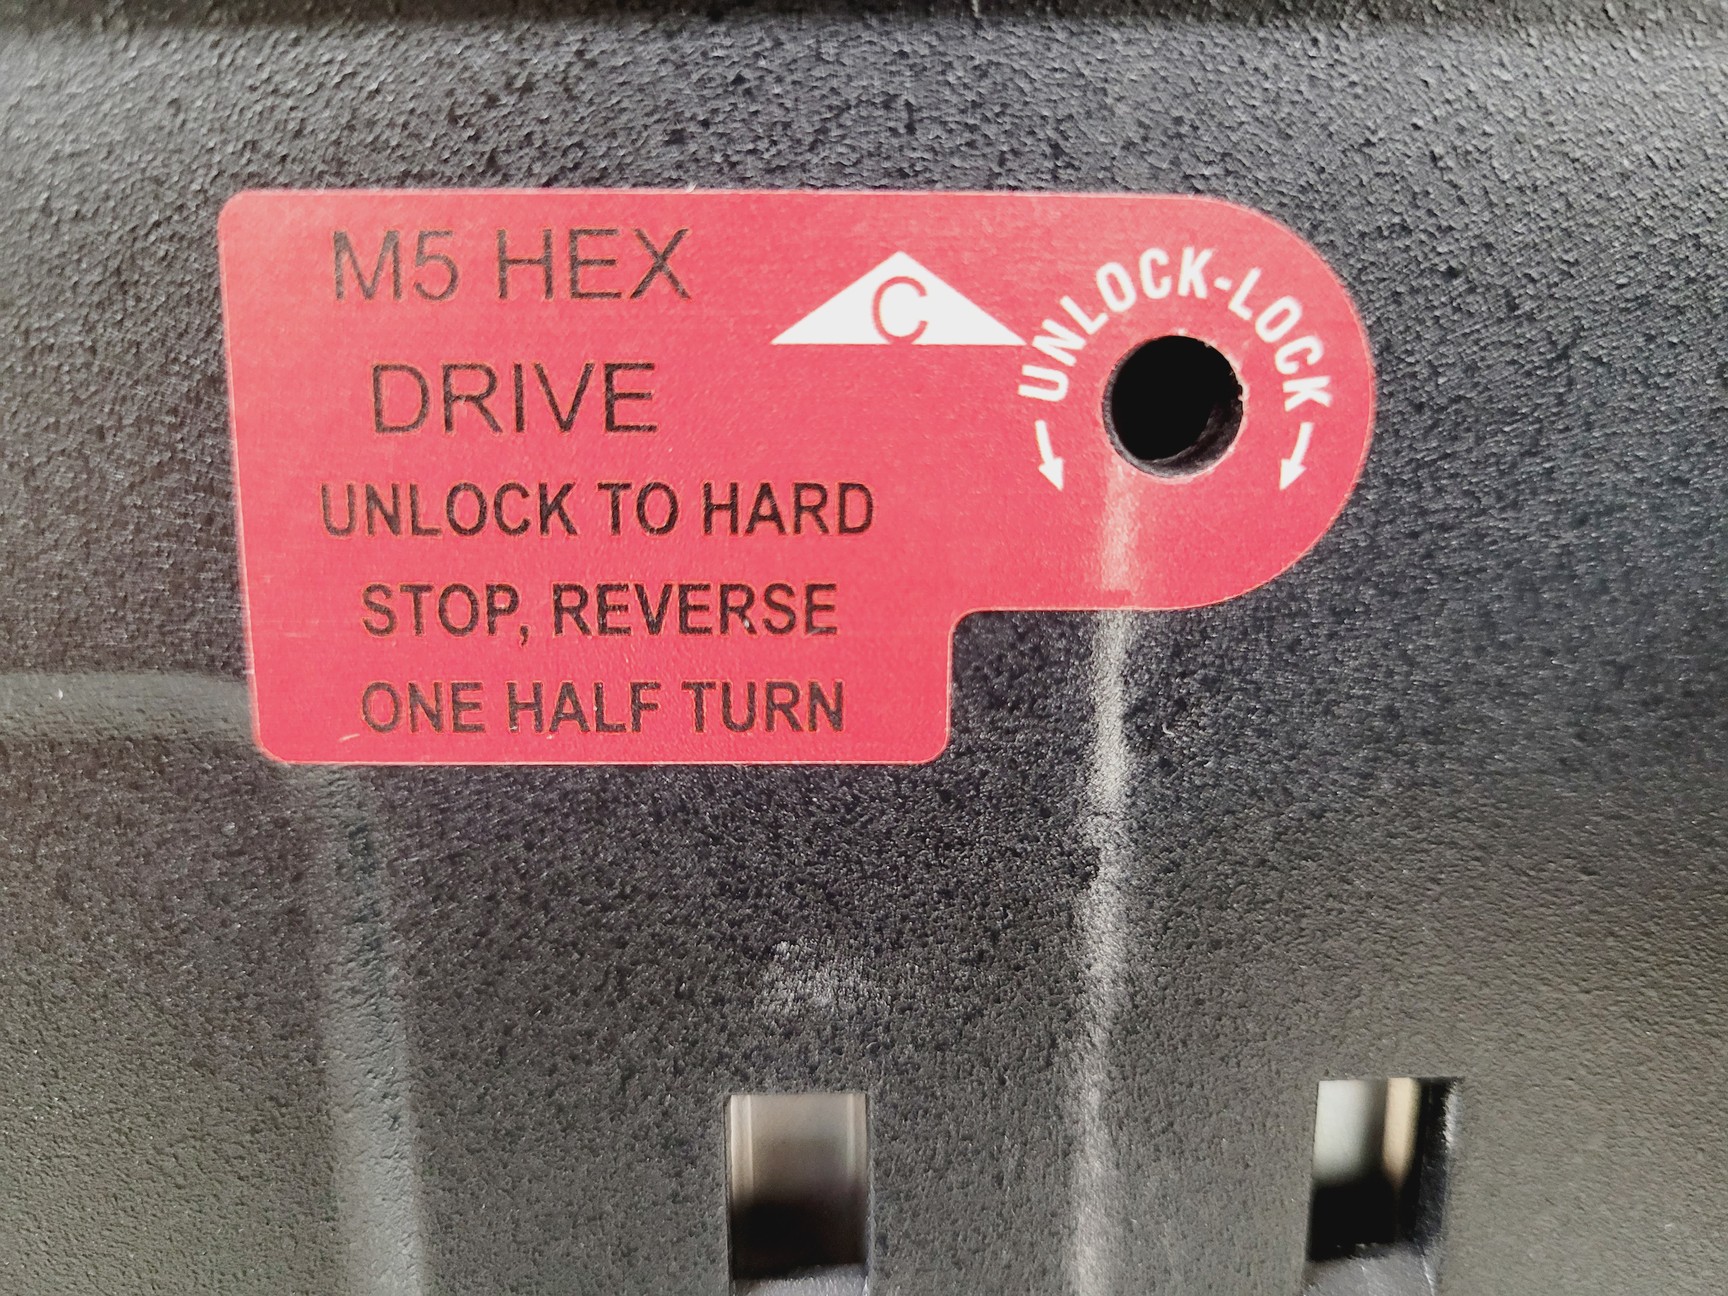 M5 HEX
DRIVE
UNLOCK TO HARD
STOP, REVERSE
ONE HALF TURN
C
UNLOCK-LOCK